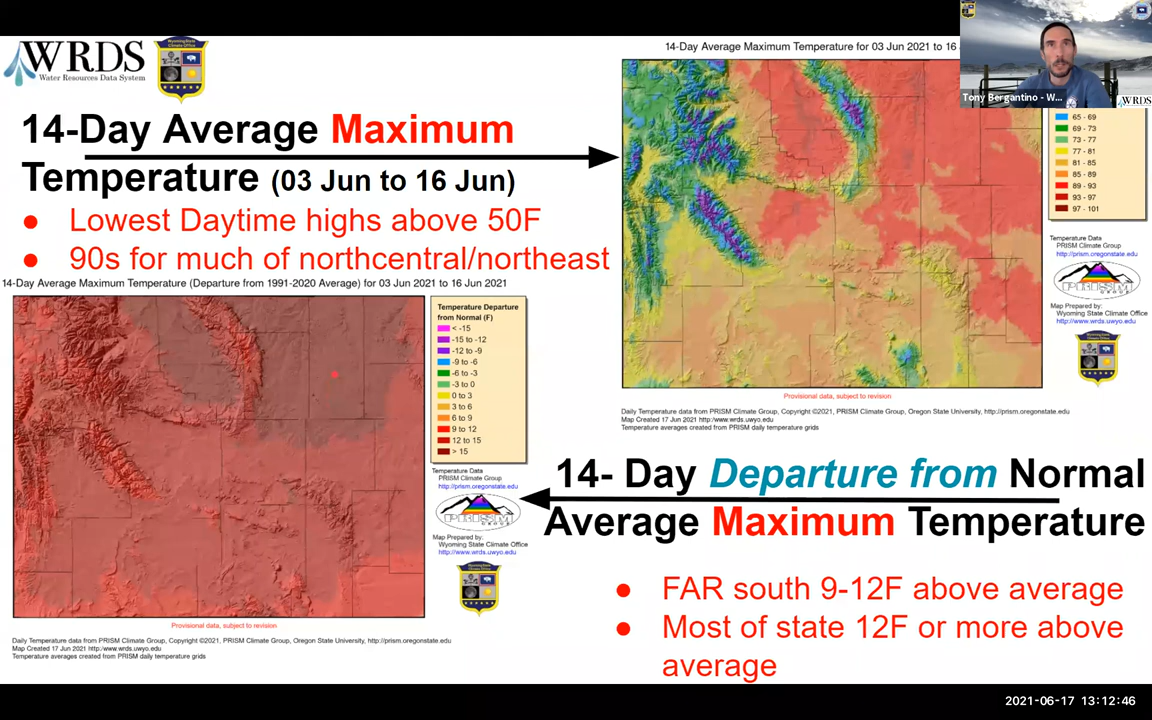 WRDS
Water Resources Data System
14-Day Average Maximum
Temperature (03 Jun to 16 Jun)
● Lowest Daytime highs above 50F
● 90s for much of northcentral/northeast
14-Day Average Maximum Temperature for 03 Jun 2021 to 16
Tony Bergantino - W...
WRDS
65 - 69
69 - 73
73 - 77
77 - 81
81 - 85
85 - 89
89 - 93
93 - 97
97 - 101
Temperature Data
PRISM Climate Group
http://prism.oregonstate.edu
PRISM
GROUP
Map Prepared by:
Wyoming State Climate Office
http://www.wrds.uwyo.edu
Provisional data, subject to revision
Daily Temperature data from PRISM Climate Group, Copyright ©2021, PRISM Climate Group, Oregon State University, http://prism.oregonstate.edu
Map Created 17 Jun 2021 http:/www.wrds.uwyo.edu
Temperature averages created from PRISM daily temperature grids
14-Day Average Maximum Temperature (Departure from 1991-2020 Average) for 03 Jun 2021 to 16 Jun 2021
Temperature Departure
from Normal (F)
< -15
-15 to -12
-12 to -9
-9 to -6
-6 to -3
-3 to 0
0 to 3
3 to 6
6 to 9
9 to 12
12 to 15
> 15
Temperature Data
PRISM Climate Group
http://prism.oregonstate.edu
PRISM
GROUP
Map Prepared by:
Wyoming State Climate Office
http://www.wrds.uwyo.edu
Provisional data, subject to revision
Daily Temperature data from PRISM Climate Group, Copyright ©2021, PRISM Climate Group, Oregon State University, http://prism.oregonstate.edu
Map Created 17 Jun 2021 http:/www.wrds.uwyo.edu
Temperature averages created from PRISM daily temperature grids
14- Day Departure from Normal
Average Maximum Temperature
● FAR south 9-12F above average
● Most of state 12F or more above
average
2021-06-17 13:12:46